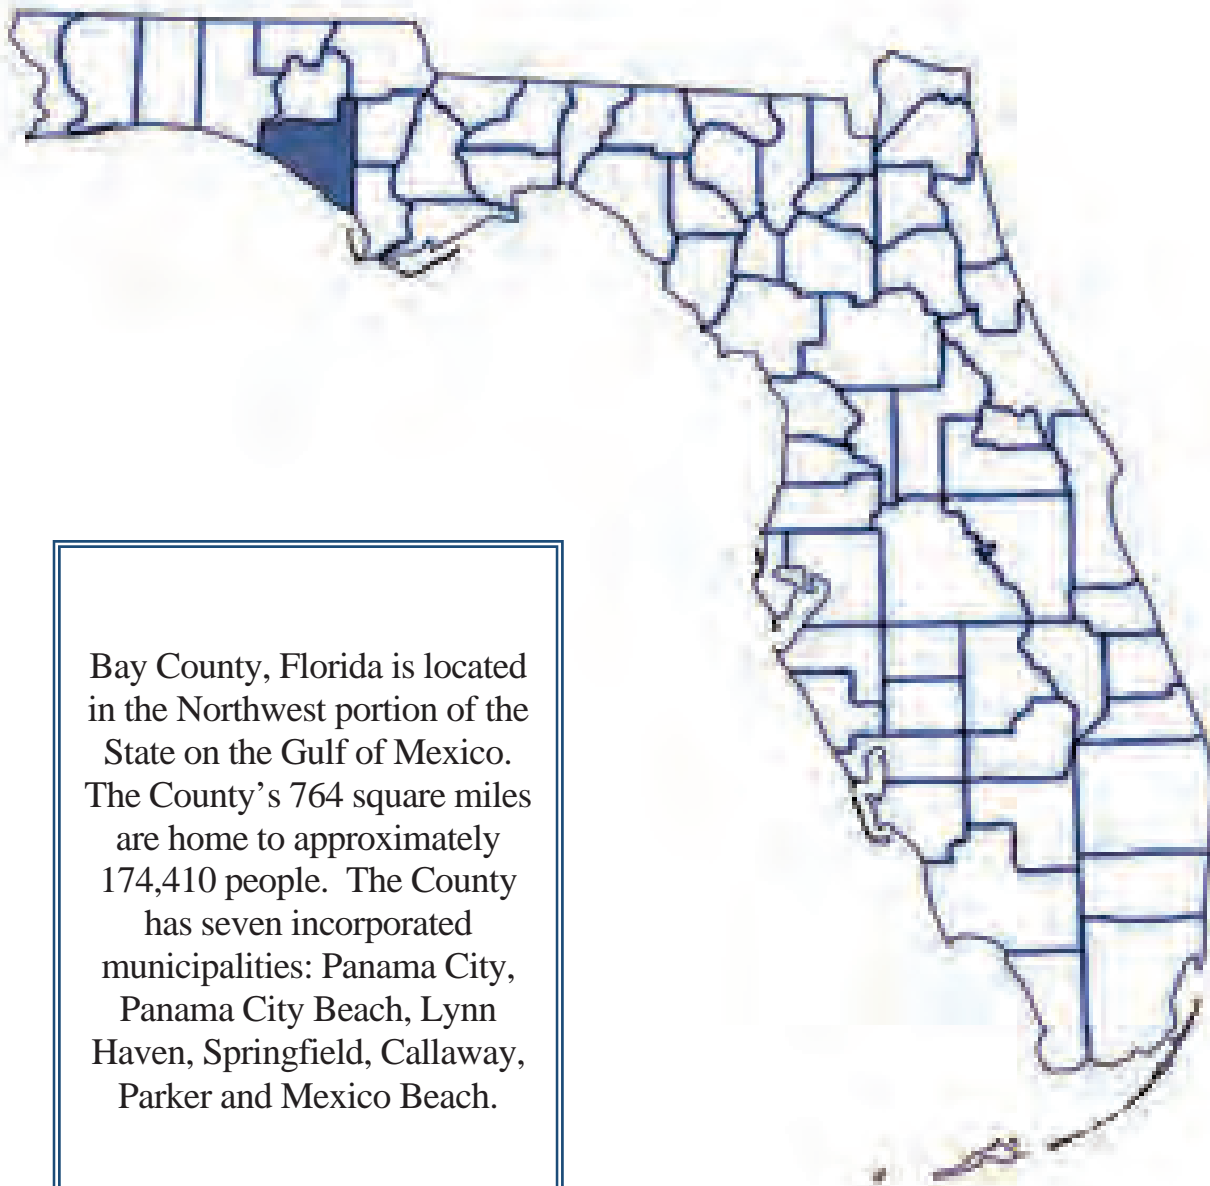 Bay County, Florida is located
in the Northwest portion of the
State on the Gulf of Mexico.
The County’s 764 square miles
are home to approximately
174,410 people.  The County
has seven incorporated
municipalities: Panama City,
Panama City Beach, Lynn
Haven, Springfield, Callaway,
Parker and Mexico Beach.